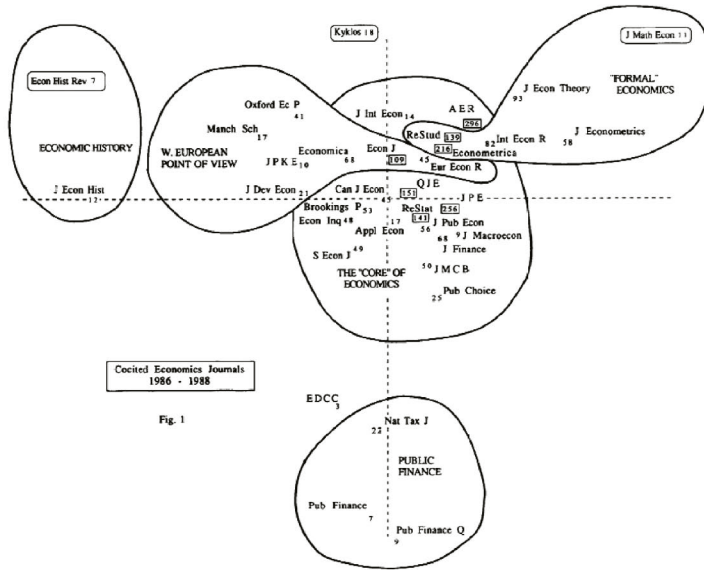 Kyklos 18
J Math Econ 11
Econ Hist Rev 7
J Econ Theory
93
"FORMAL"
ECONOMICS
Oxford Ec P
41
J Int Econ 14
A E R
296
ReStud 139
Manch Sch
17
216
Econometrica
82
Int Econ R
58
J Econometrics
ECONOMIC HISTORY
W. EUROPEAN
POINT OF VIEW
Economica
68
Econ J
109
45
Eur Econ R
J P K E 10
J Econ Hist
12
J Dev Econ 21
Can J Econ
45
Q J E
151
J P E
256
Brookings P 53
ReStat
141
Econ Inq 48
17
Appl Econ
56
J Pub Econ
68
9 J Macroecon
S Econ J 49
J Finance
THE "CORE" OF
ECONOMICS
50 J M C B
Pub Choice
25
Cocited Economics Journals
1986 - 1988
Fig. 1
EDCC 3
Nat Tax J
22
PUBLIC
FINANCE
Pub Finance
7
Pub Finance Q
9